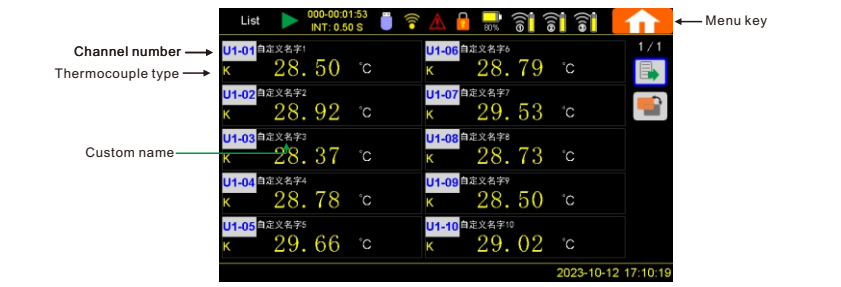 List
000-00:01:53
INT: 0.50 S
80%
Menu key
Channel number
Thermocouple type
Custom name
1/1
U1-01 自定义名字1
K 28.50 °C
U1-02 自定义名字2
K 28.92 °C
U1-03 自定义名字3
K 28.37 °C
U1-04 自定义名字4
K 28.78 °C
U1-05 自定义名字5
K 29.66 °C
U1-06 自定义名字6
K 28.79 °C
U1-07 自定义名字7
K 29.53 °C
U1-08 自定义名字8
K 28.73 °C
U1-09 自定义名字9
K 28.50 °C
U1-10 自定义名字10
K 29.02 °C
2023-10-12 17:10:19